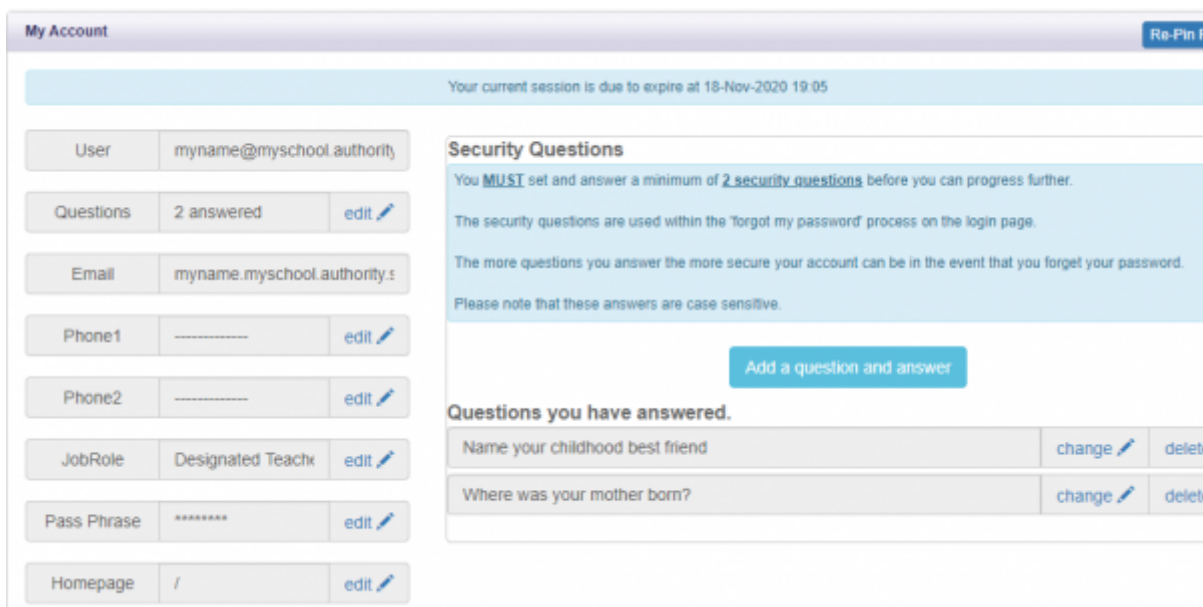 My Account
Re-Pin
Your current session is due to expire at 18-Nov-2020 19:05
User myname@myschool.authority
Questions 2 answered edit
Email myname.myschool.authority.s
Phone1 ------------- edit
Phone2 ------------- edit
JobRole Designated Teache edit
Pass Phrase ******** edit
Homepage / edit
Security Questions
You MUST set and answer a minimum of 2 security questions before you can progress further.
The security questions are used within the 'forgot my password' process on the login page.
The more questions you answer the more secure your account can be in the event that you forget your password.
Please note that these answers are case sensitive.
Add a question and answer
Questions you have answered.
Name your childhood best friend change delet
Where was your mother born? change delet